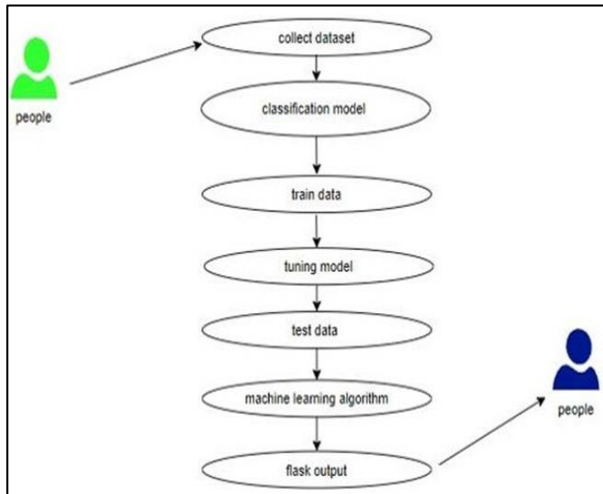 collect dataset
people
classification model
train data
tuning model
test data
machine learning algorithm
people
flask output